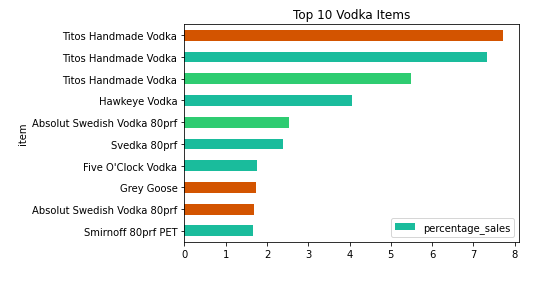 Top 10 Vodka Items
Titos Handmade Vodka
Titos Handmade Vodka
Titos Handmade Vodka
Hawkeye Vodka
Absolut Swedish Vodka 80prf
Svedka 80prf
Five O'Clock Vodka
Grey Goose
Absolut Swedish Vodka 80prf
Smirnoff 80prf PET
item
percentage_sales
0 1 2 3 4 5 6 7 8